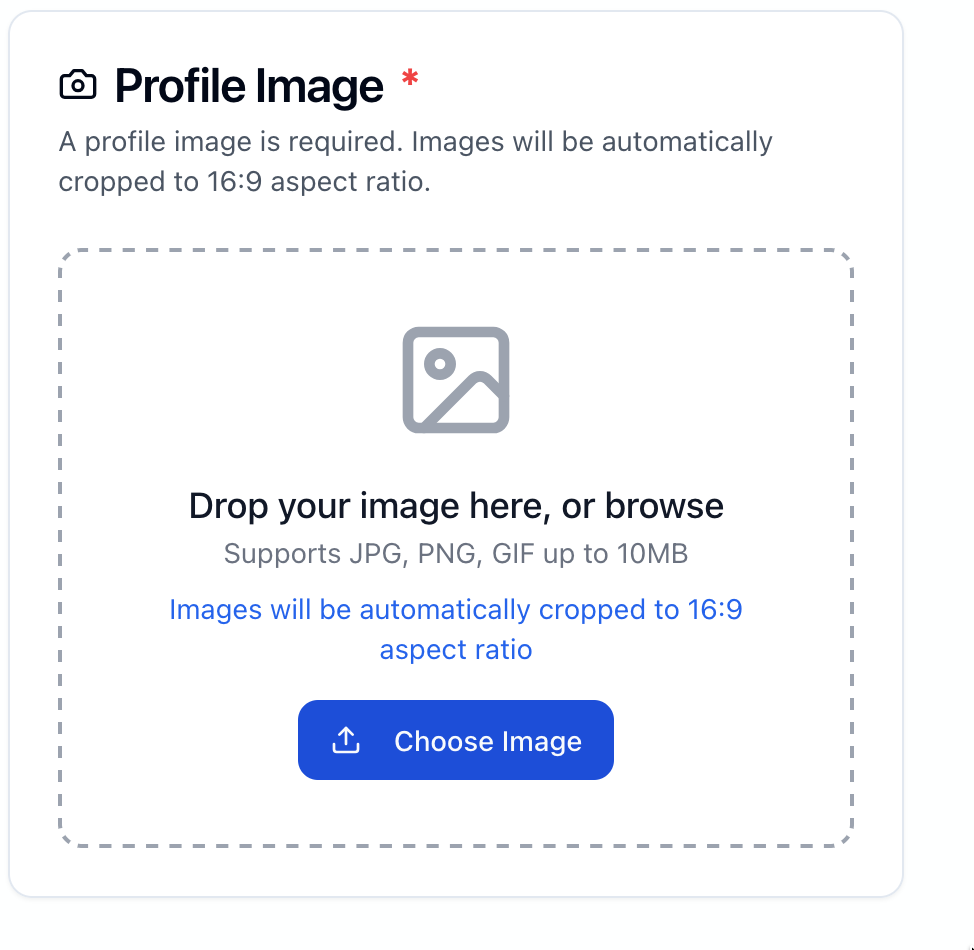 Profile Image *
A profile image is required. Images will be automatically
cropped to 16:9 aspect ratio.
Drop your image here, or browse
Supports JPG, PNG, GIF up to 10MB
Images will be automatically cropped to 16:9
aspect ratio
Choose Image